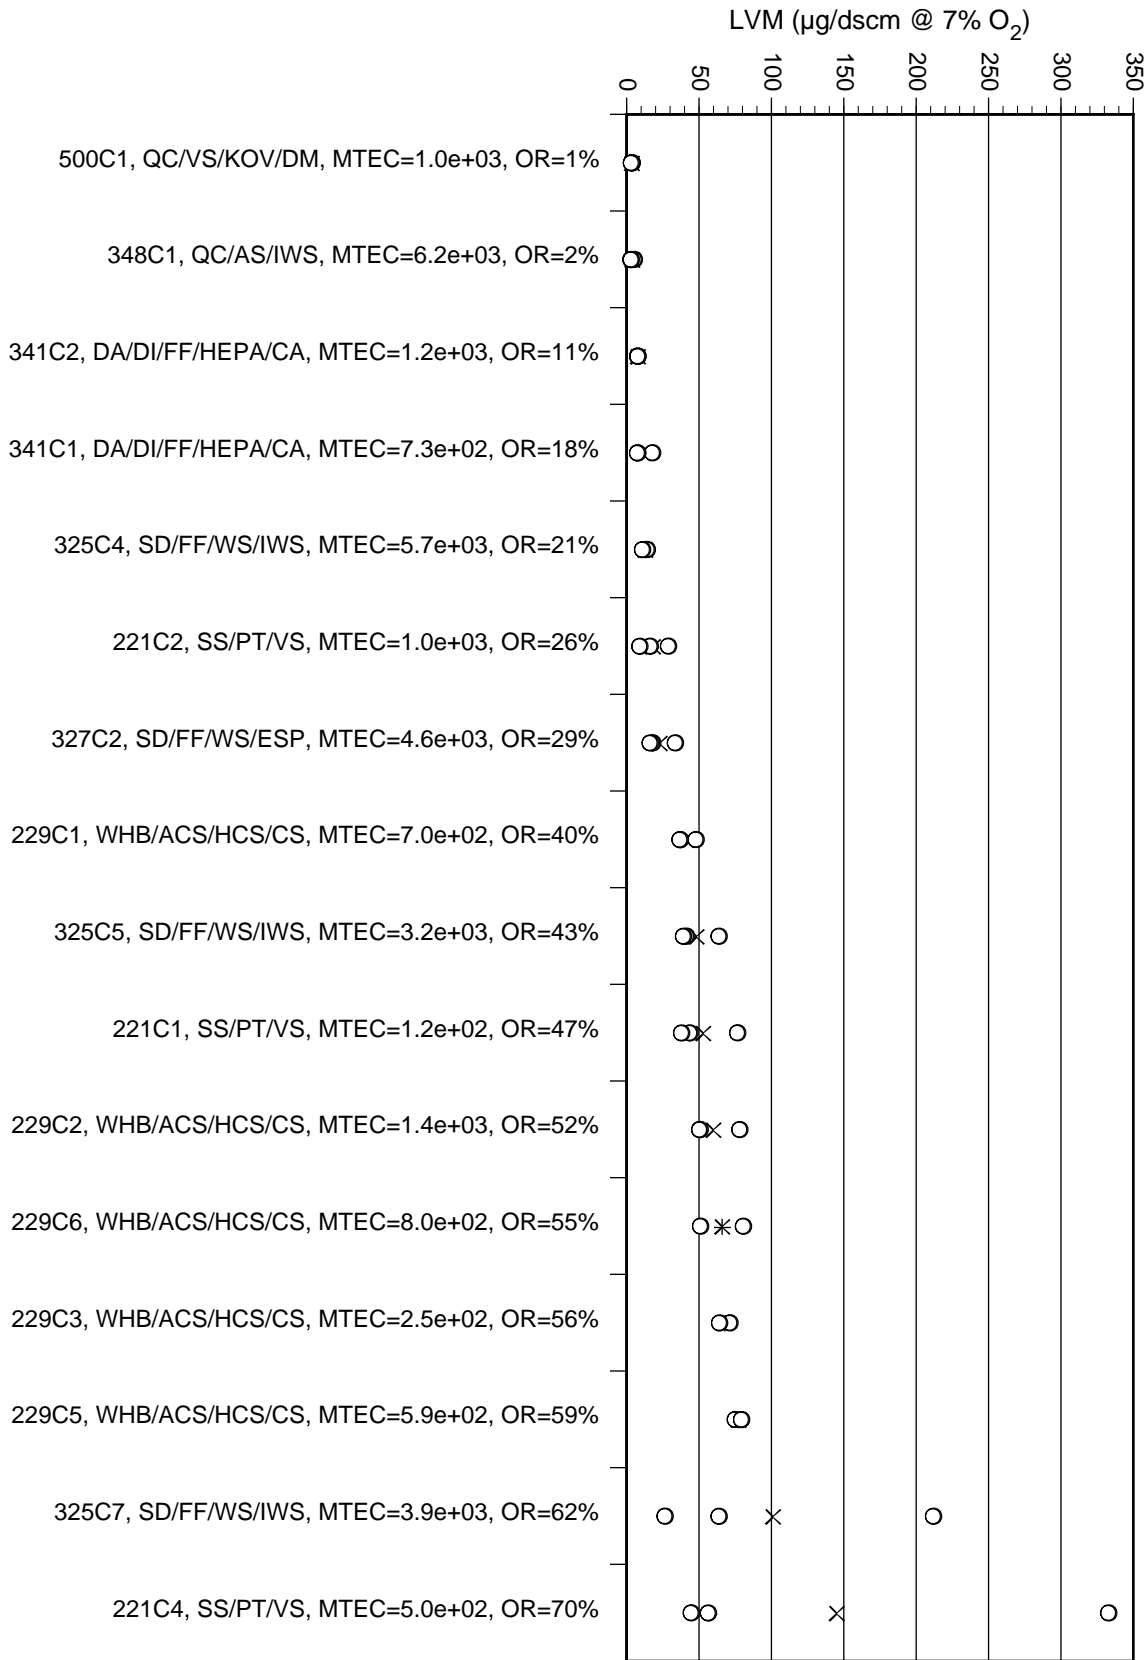 LVM (µg/dscm @ 7% O2)
0
50
100
150
200
250
300
350
500C1, QC/VS/KOV/DM, MTEC=1.0e+03, OR=1%
348C1, QC/AS/IWS, MTEC=6.2e+03, OR=2%
341C2, DA/DI/FF/HEPA/CA, MTEC=1.2e+03, OR=11%
341C1, DA/DI/FF/HEPA/CA, MTEC=7.3e+02, OR=18%
325C4, SD/FF/WS/IWS, MTEC=5.7e+03, OR=21%
221C2, SS/PT/VS, MTEC=1.0e+03, OR=26%
327C2, SD/FF/WS/ESP, MTEC=4.6e+03, OR=29%
229C1, WHB/ACS/HCS/CS, MTEC=7.0e+02, OR=40%
325C5, SD/FF/WS/IWS, MTEC=3.2e+03, OR=43%
221C1, SS/PT/VS, MTEC=1.2e+02, OR=47%
229C2, WHB/ACS/HCS/CS, MTEC=1.4e+03, OR=52%
229C6, WHB/ACS/HCS/CS, MTEC=8.0e+02, OR=55%
229C3, WHB/ACS/HCS/CS, MTEC=2.5e+02, OR=56%
229C5, WHB/ACS/HCS/CS, MTEC=5.9e+02, OR=59%
325C7, SD/FF/WS/IWS, MTEC=3.9e+03, OR=62%
221C4, SS/PT/VS, MTEC=5.0e+02, OR=70%